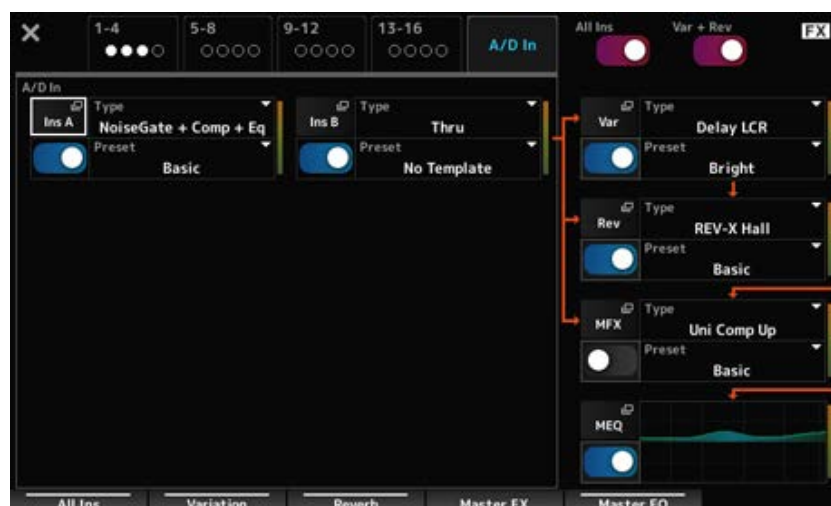 1-4 5-8 9-12 13-16 A/D In All Ins Var + Rev FX
A/D In
Ins A Type NoiseGate + Comp + Eq
Preset Basic
Ins B Type Thru
Preset No Template
Var Type Delay LCR
Preset Bright
Rev Type REV-X Hall
Preset Basic
MFX Type Uni Comp Up
Preset Basic
MEQ
All Ins Variation Reverb Master FX Master EQ